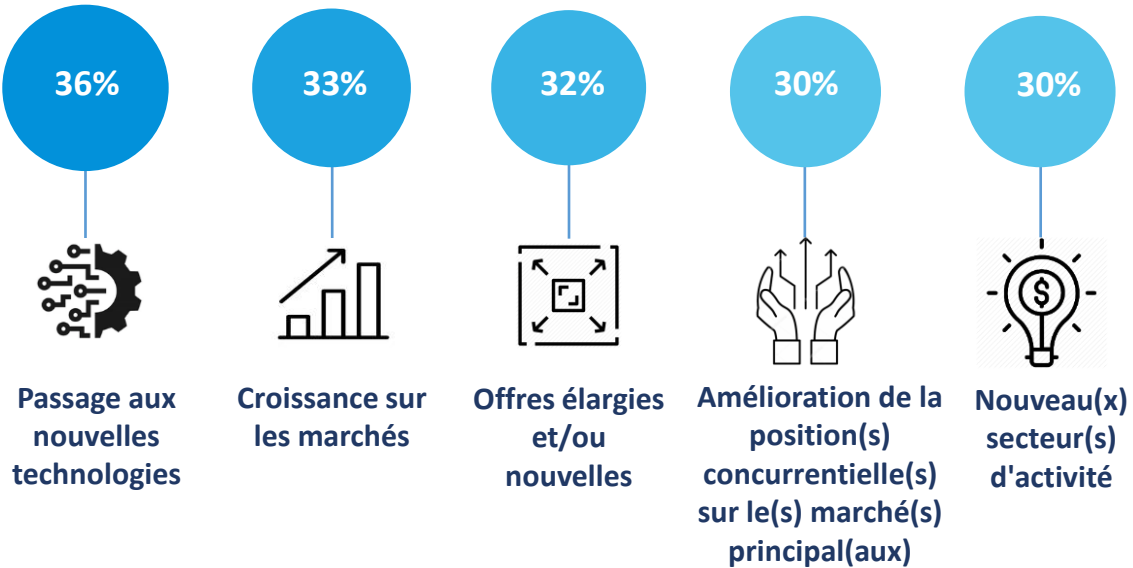 36%
33%
32%
30%
30%
Passage aux
nouvelles
technologies
Croissance sur
les marchés
Offres élargies
et/ou
nouvelles
Amélioration de la
position(s)
concurrentielle(s)
sur le(s) marché(s)
principal(aux)
Nouveau(x)
secteur(s)
d'activité
$